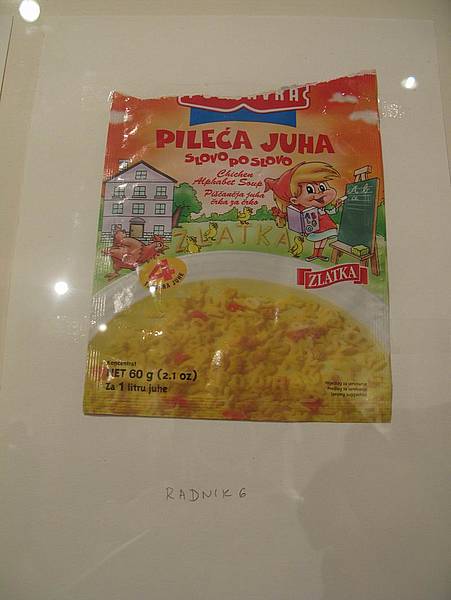 PILEĆA JUHA
SLOVO PO SLOVO
Chicken
Alphabet Soup
Piščančja juha
črka za črko
ZLATKA
ZLATKA
Koncentrat
NET 60 g (2.1 oz)
Za 1 litru juhe
RADNIK 6